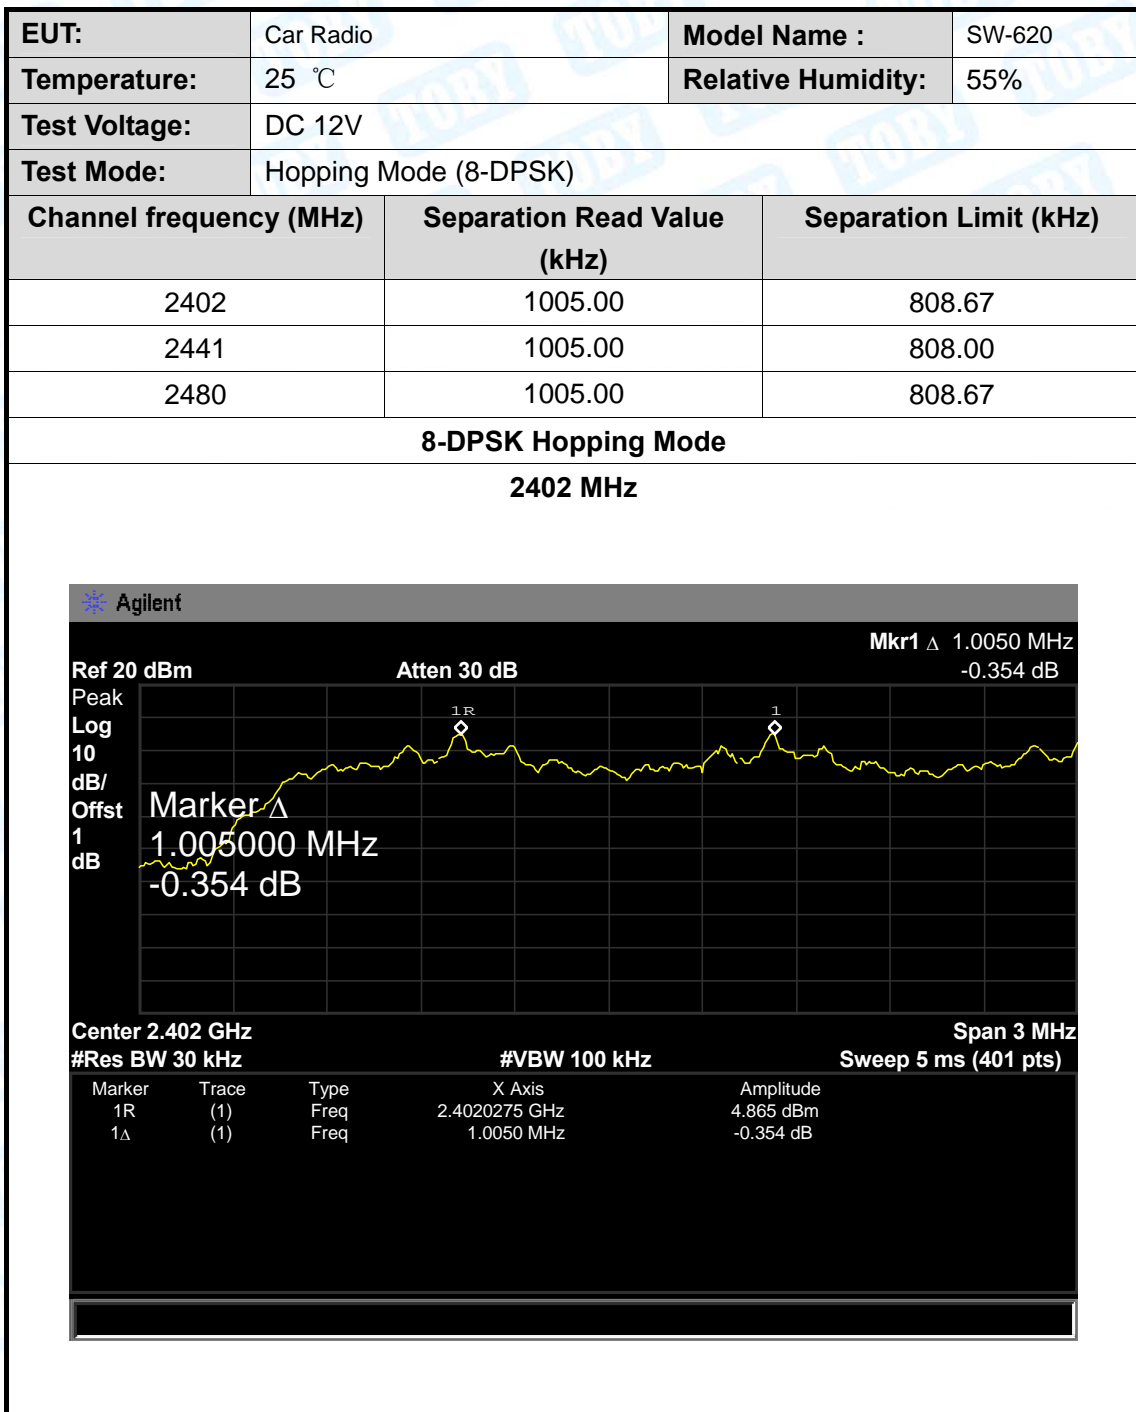 EUT: Car Radio Model Name : SW-620
Temperature: 25 ℃ Relative Humidity: 55%
Test Voltage: DC 12V
Test Mode: Hopping Mode (8-DPSK)
Channel frequency (MHz) Separation Read Value (kHz) Separation Limit (kHz)
2402 1005.00 808.67
2441 1005.00 808.00
2480 1005.00 808.67
8-DPSK Hopping Mode
2402 MHz
Agilent
Mkr1 Δ 1.0050 MHz
Ref 20 dBm Atten 30 dB -0.354 dB
Peak
Log
10
dB/
Offst
1
dB
1R 1
Marker Δ
1.005000 MHz
-0.354 dB
Center 2.402 GHz Span 3 MHz
#Res BW 30 kHz #VBW 100 kHz Sweep 5 ms (401 pts)
Marker Trace Type X Axis Amplitude
1R (1) Freq 2.4020275 GHz 4.865 dBm
1Δ (1) Freq 1.0050 MHz -0.354 dB
TOBY